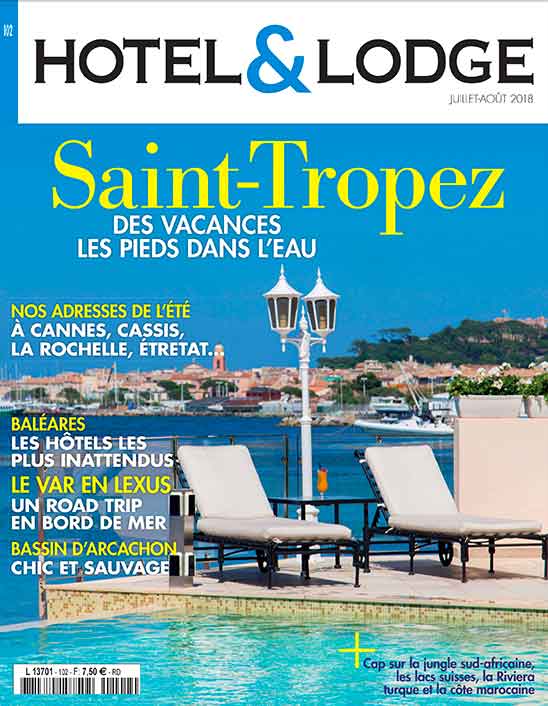 102
HOTEL & LODGE
JUILLET-AOÛT 2018
Saint-Tropez
DES VACANCES
LES PIEDS DANS L'EAU
NOS ADRESSES DE L'ÉTÉ
À CANNES, CASSIS,
LA ROCHELLE, ÉTRETAT...
BALÉARES
LES HÔTELS LES
PLUS INATTENDUS
LE VAR EN LEXUS
UN ROAD TRIP
EN BORD DE MER
BASSIN D'ARCACHON
CHIC ET SAUVAGE
L 13701 - 102 - F: 7,50 € - RD
+
Cap sur la jungle sud-africaine,
les lacs suisses, la Riviera
turque et la côte marocaine